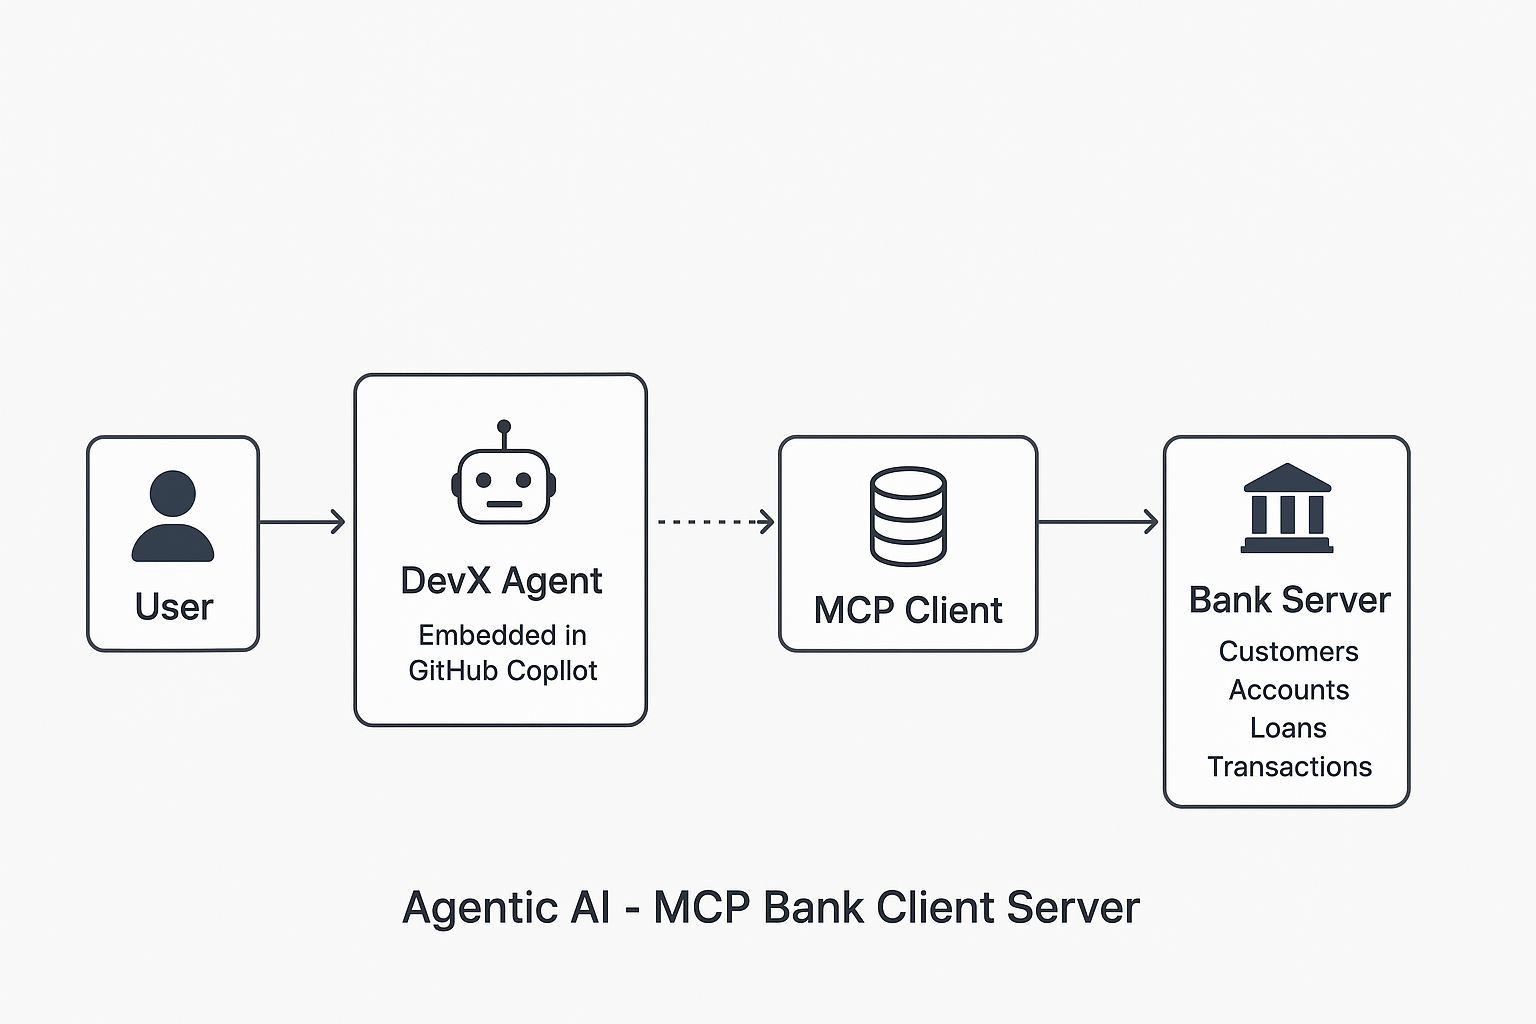 User
DevX Agent
Embedded in
GitHub Copllot
MCP Client
Bank Server
Customers
Accounts
Loans
Transactions
Agentic AI - MCP Bank Client Server